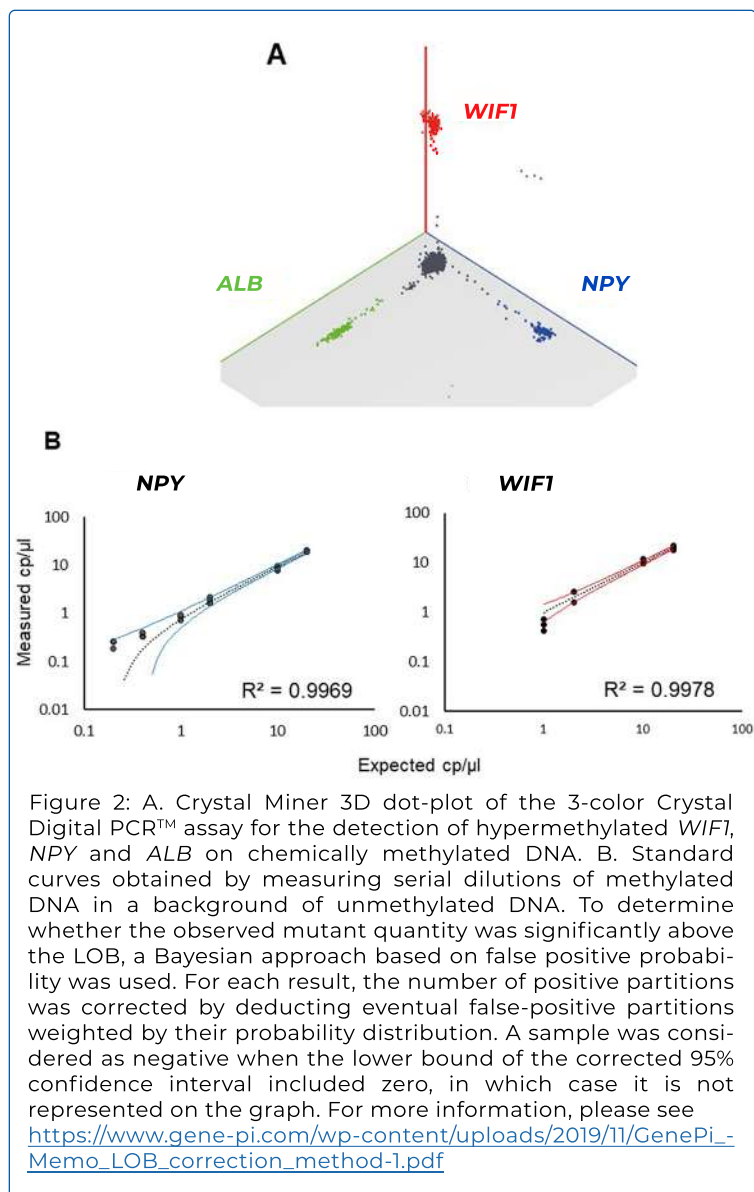 A
WIF1
ALB
NPY
B
NPY
WIF1
Measured cp/µl
100
10
1
0.1
0.01
0.1
1
10
100
R² = 0.9969
100
10
1
0.1
0.01
0.1
1
10
100
R² = 0.9978
Expected cp/µl
Figure 2: A. Crystal Miner 3D dot-plot of the 3-color Crystal
Digital PCR™ assay for the detection of hypermethylated WIF1,
NPY and ALB on chemically methylated DNA. B. Standard
curves obtained by measuring serial dilutions of methylated
DNA in a background of unmethylated DNA. To determine
whether the observed mutant quantity was significantly above
the LOB, a Bayesian approach based on false positive probabi-
lity was used. For each result, the number of positive partitions
was corrected by deducting eventual false-positive partitions
weighted by their probability distribution. A sample was consi-
dered as negative when the lower bound of the corrected 95%
confidence interval included zero, in which case it is not
represented on the graph. For more information, please see
https://www.gene-pi.com/wp-content/uploads/2019/11/GenePi_-
Memo_LOB_correction_method-1.pdf